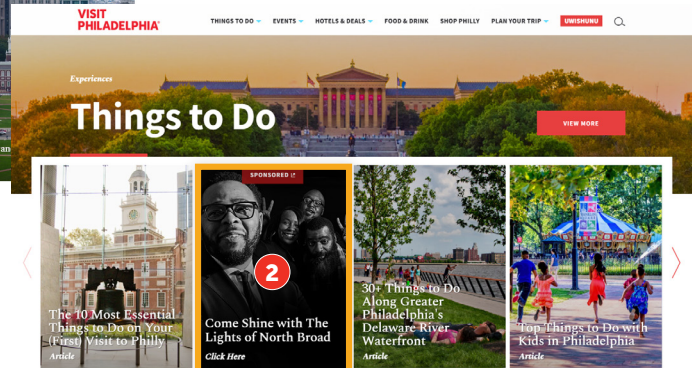 VISIT
PHILADELPHIA®
THINGS TO DO
EVENTS
HOTELS & DEALS
FOOD & DRINK
SHOP PHILLY
PLAN YOUR TRIP
UWISHUNU
Experiences
Things to Do
VIEW MORE
an
SPONSORED
2
The 10 Most Essential
Things to Do on Your
(First) Visit to Philly
Article
Come Shine with The
Lights of North Broad
Click Here
30+ Things to Do
Along Greater
Philadelphia's
Delaware River
Waterfront
Article
Top Things to Do with
Kids in Philadelphia
Article